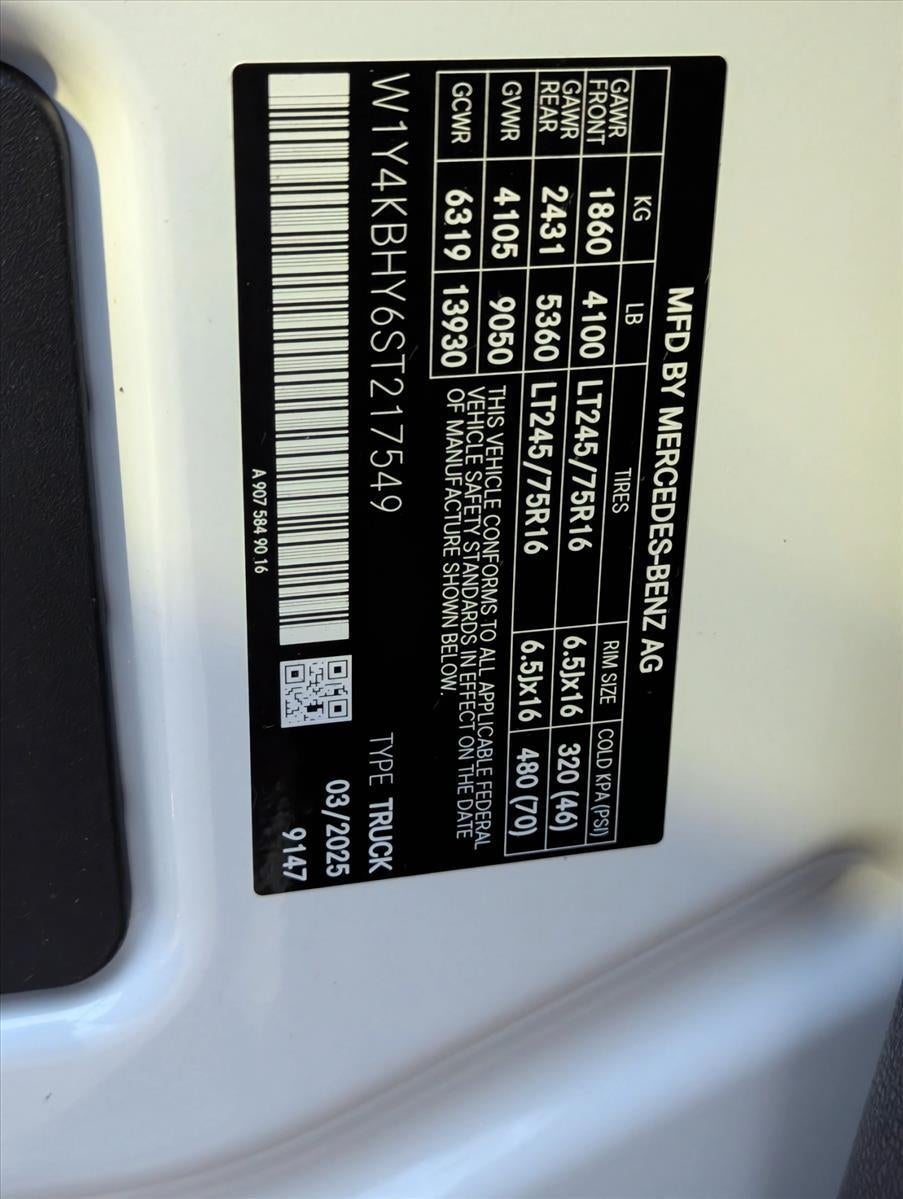 MFD BY MERCEDES-BENZ AG
KG LB TIRES RIM SIZE COLD KPA (PSI)
GAWR FRONT 1860 4100 LT245/75R16 6.5Jx16 320 (46)
GAWR REAR 2431 5360 LT245/75R16 6.5Jx16 480 (70)
GVWR 4105 9050
GCWR 6319 13930
THIS VEHICLE CONFORMS TO ALL APPLICABLE FEDERAL
VEHICLE SAFETY STANDARDS IN EFFECT ON THE DATE
OF MANUFACTURE SHOWN BELOW.
W1Y4KBHY6ST217549 TYPE TRUCK
03/2025
9147
A 907 584 90 16